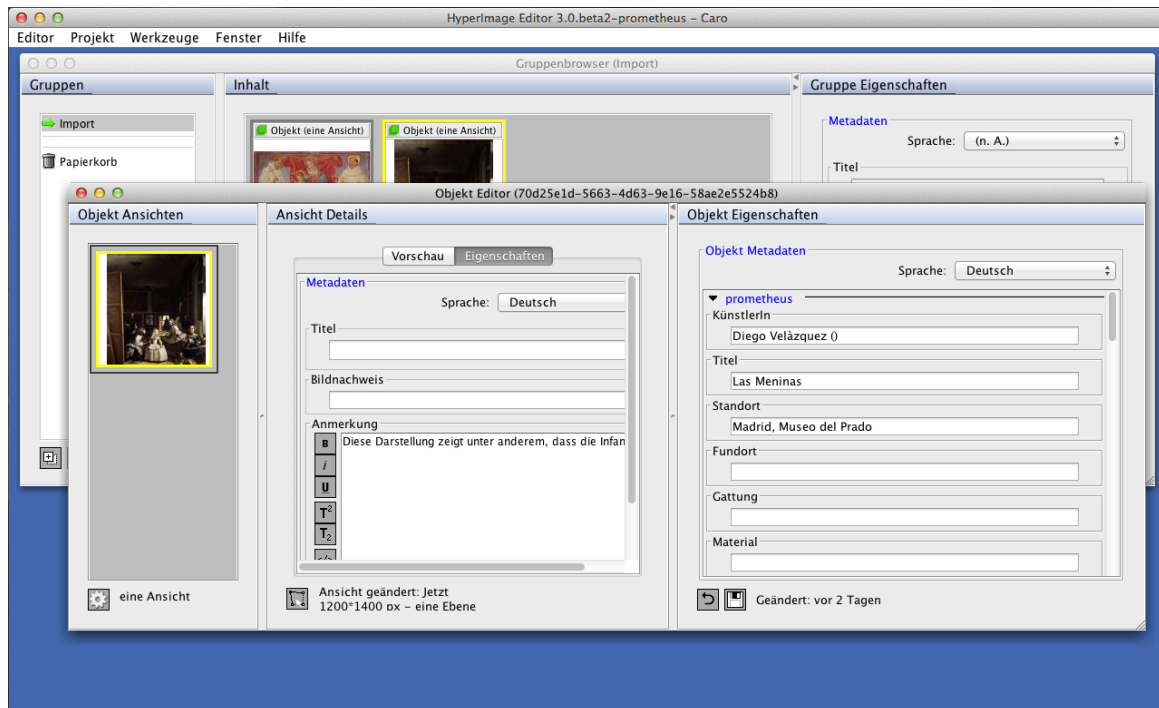 HyperImage Editor 3.0.beta2-prometheus – Caro
Editor Projekt Werkzeuge Fenster Hilfe
Gruppenbrowser (Import)
Gruppen
Inhalt
Gruppe Eigenschaften
Import
Papierkorb
Objekt (eine Ansicht)
Objekt (eine Ansicht)
Metadaten
Sprache: (n. A.)
Titel
Objekt Editor (70d25e1d-5663-4d63-9e16-58ae2e5524b8)
Objekt Ansichten
Ansicht Details
Objekt Eigenschaften
Vorschau Eigenschaften
Metadaten
Sprache: Deutsch
Titel
Bildnachweis
Anmerkung
B
i
U
T²
T₂
</>
Diese Darstellung zeigt unter anderem, dass die Infan
Objekt Metadaten
Sprache: Deutsch
prometheus
KünstlerIn
Diego Velàzquez ()
Titel
Las Meninas
Standort
Madrid, Museo del Prado
Fundort
Gattung
Material
eine Ansicht
Ansicht geändert: Jetzt
1200*1400 px – eine Ebene
Geändert: vor 2 Tagen